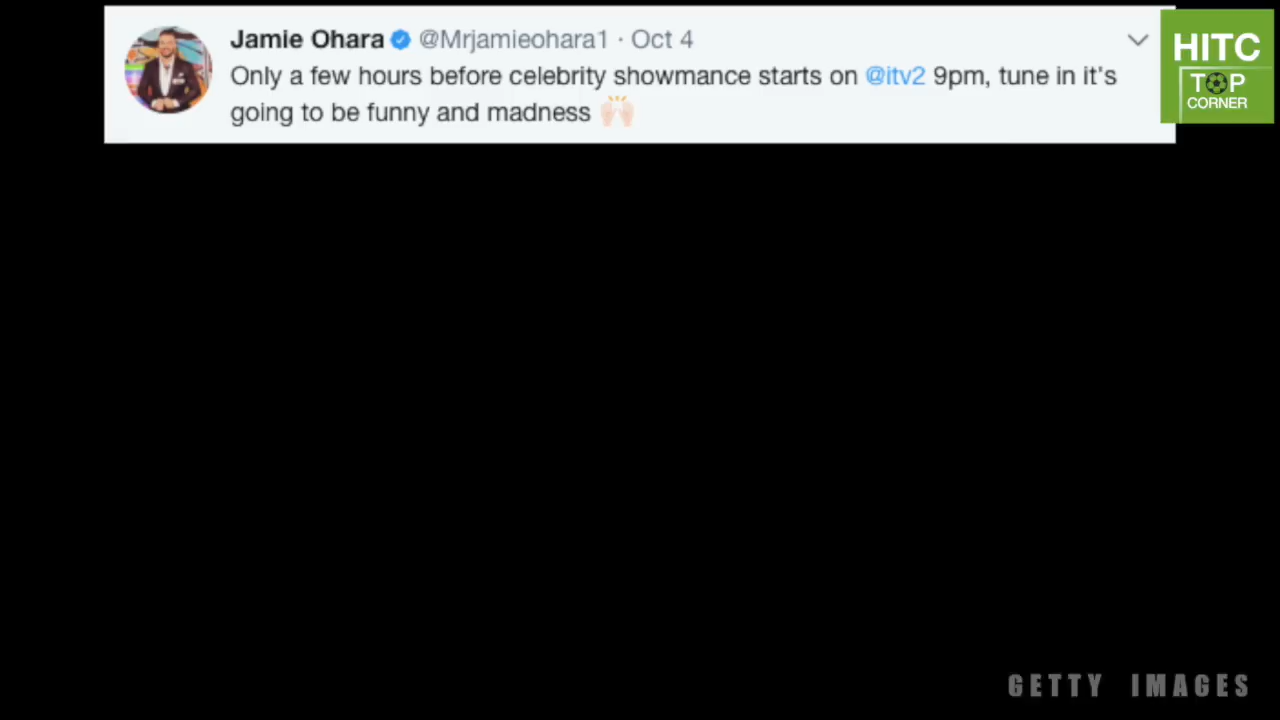 Jamie Ohara @Mrjamieohara1 · Oct 4
Only a few hours before celebrity showmance starts on @itv2 9pm, tune in it's
going to be funny and madness 🙌🏻
HITC
TOP
CORNER
GETTY IMAGES